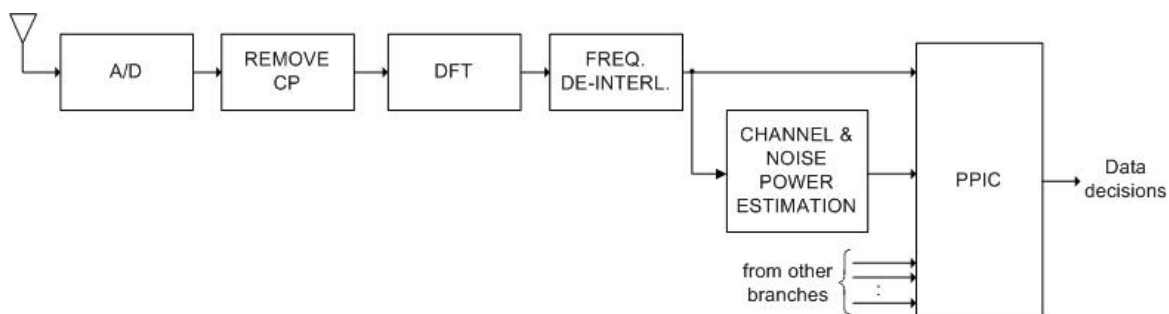 A/D
REMOVE
CP
DFT
FREQ.
DE-INTERL.
CHANNEL &
NOISE
POWER
ESTIMATION
PPIC
Data
decisions
from other
branches